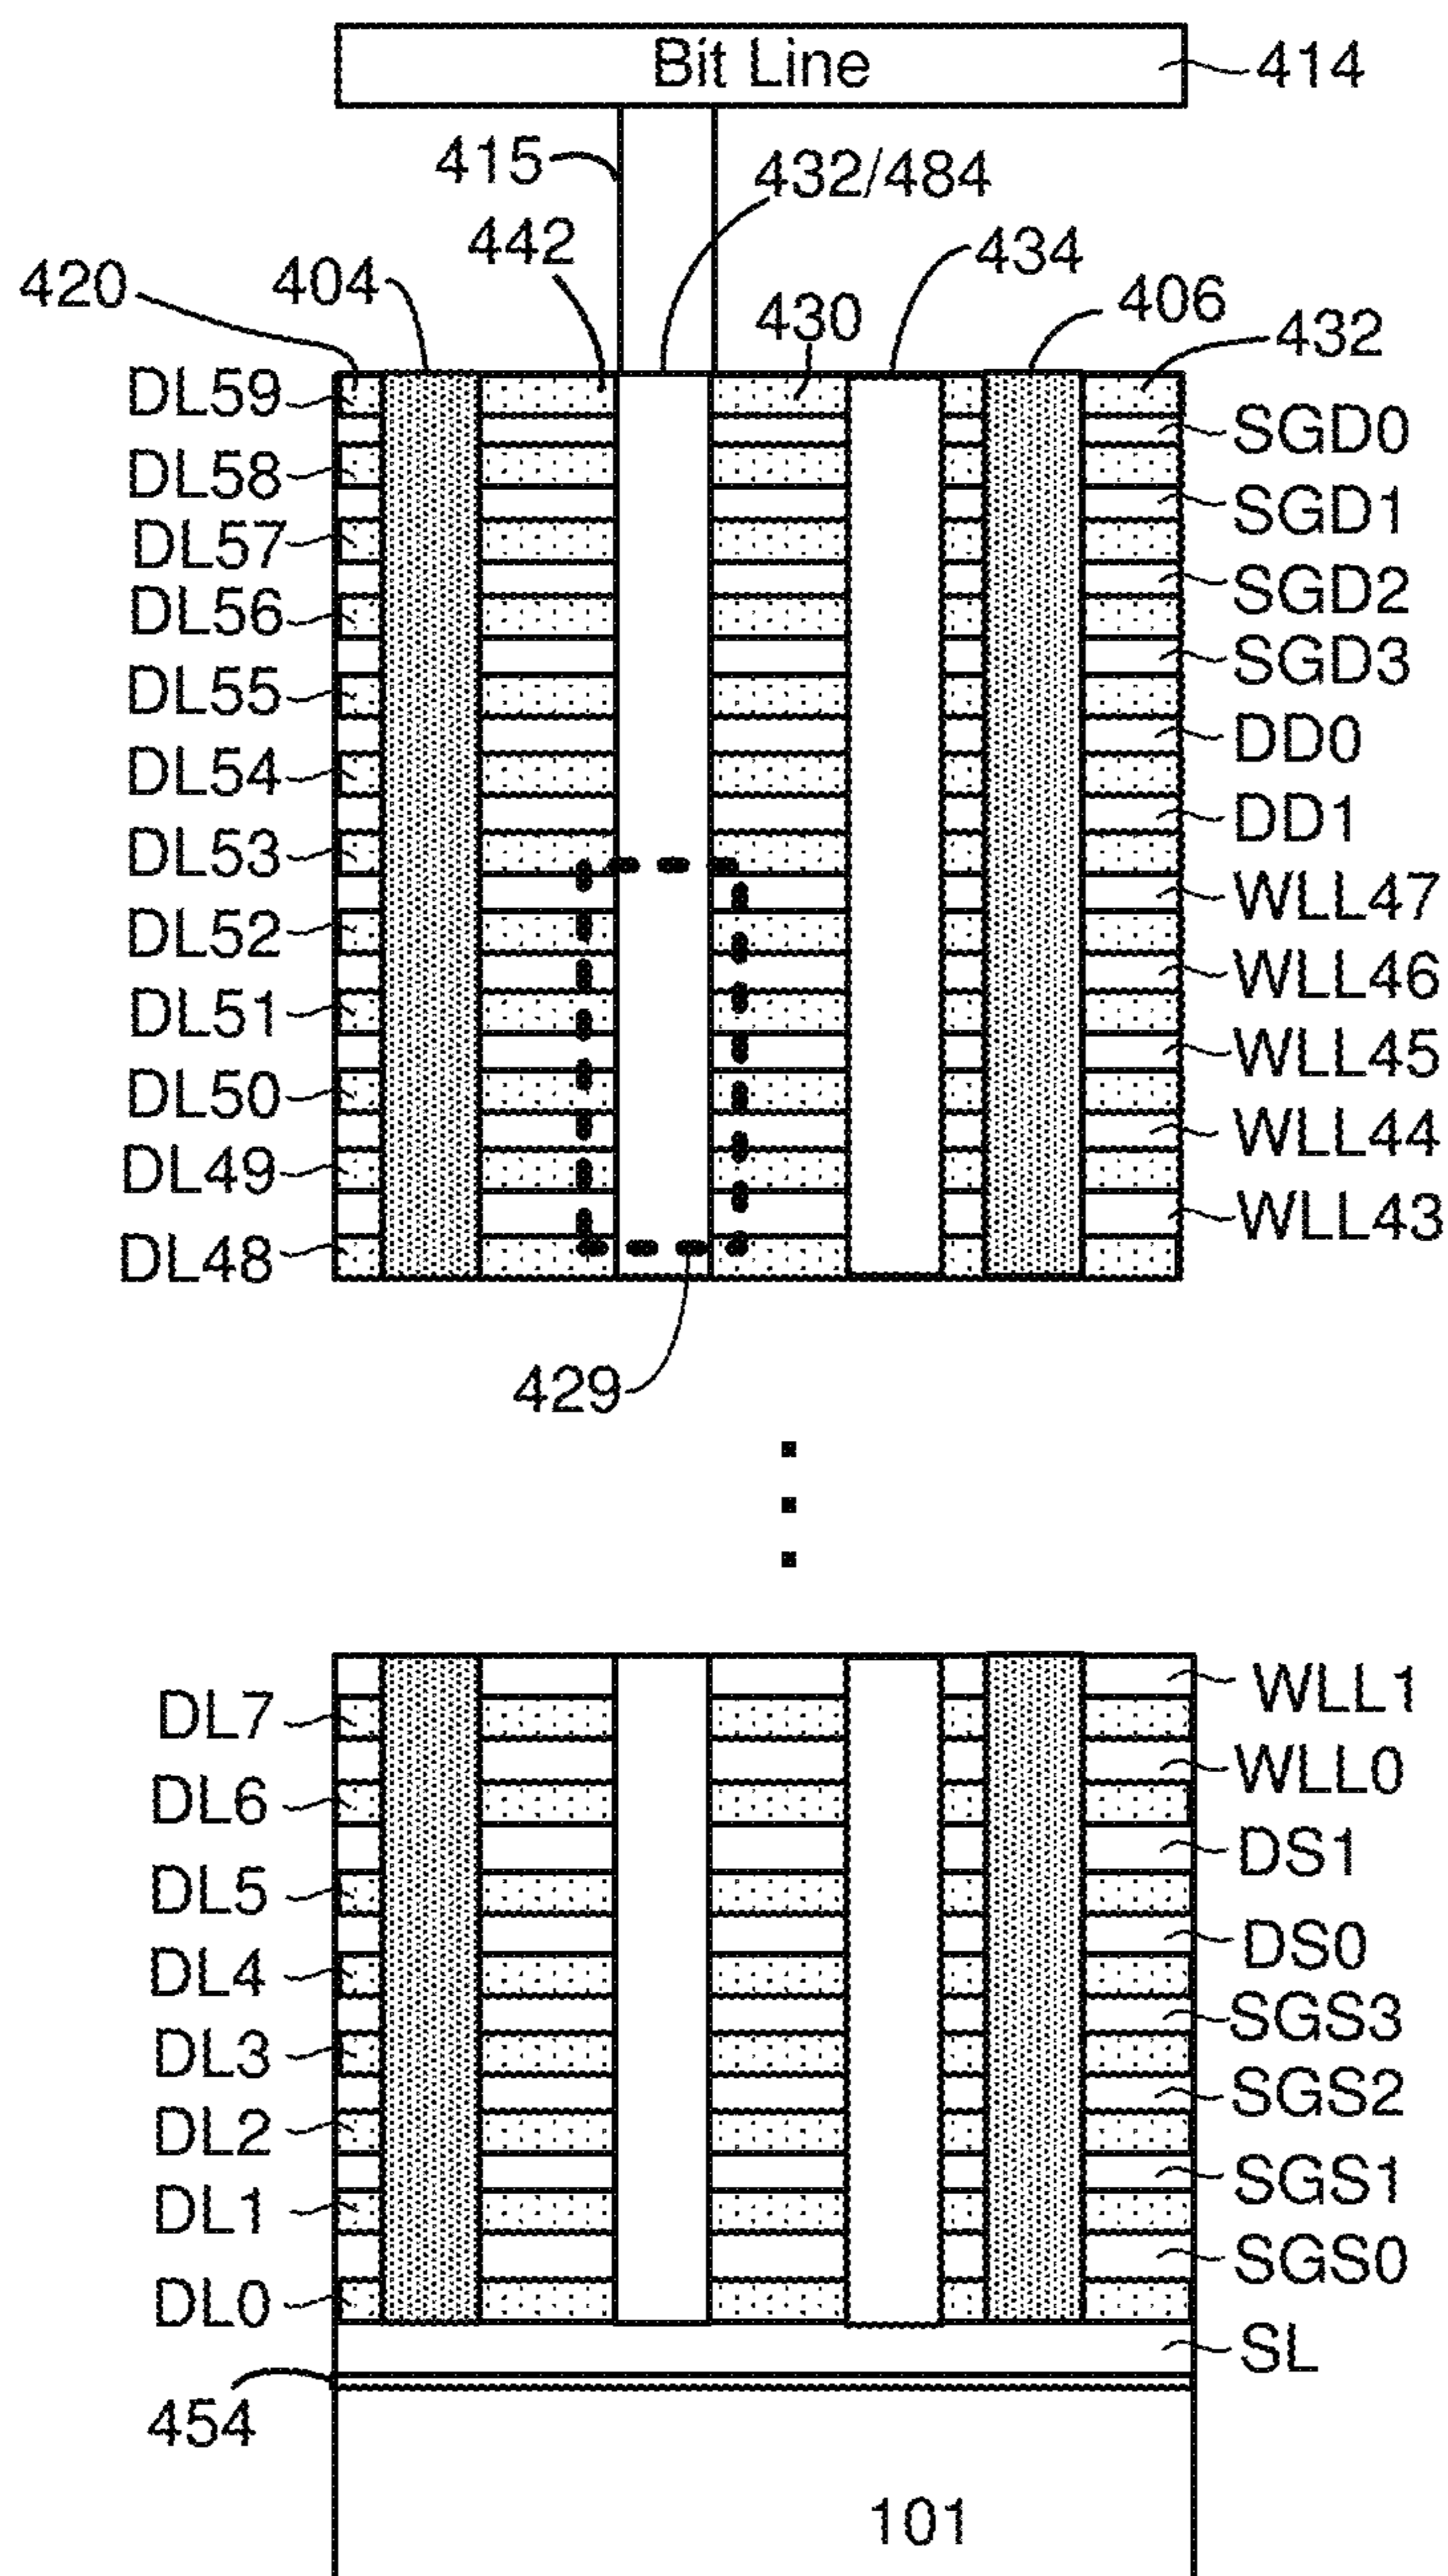 Bit Line
414
415
432/484
442
434
420
404
430
406
432
DL59
SGD0
DL58
SGD1
DL57
SGD2
DL56
SGD3
DL55
DD0
DL54
DD1
DL53
WLL47
DL52
WLL46
DL51
WLL45
DL50
WLL44
DL49
WLL43
DL48
429
WLL1
DL7
WLL0
DL6
DS1
DL5
DS0
DL4
SGS3
DL3
SGS2
DL2
SGS1
DL1
SGS0
DL0
SL
454
101